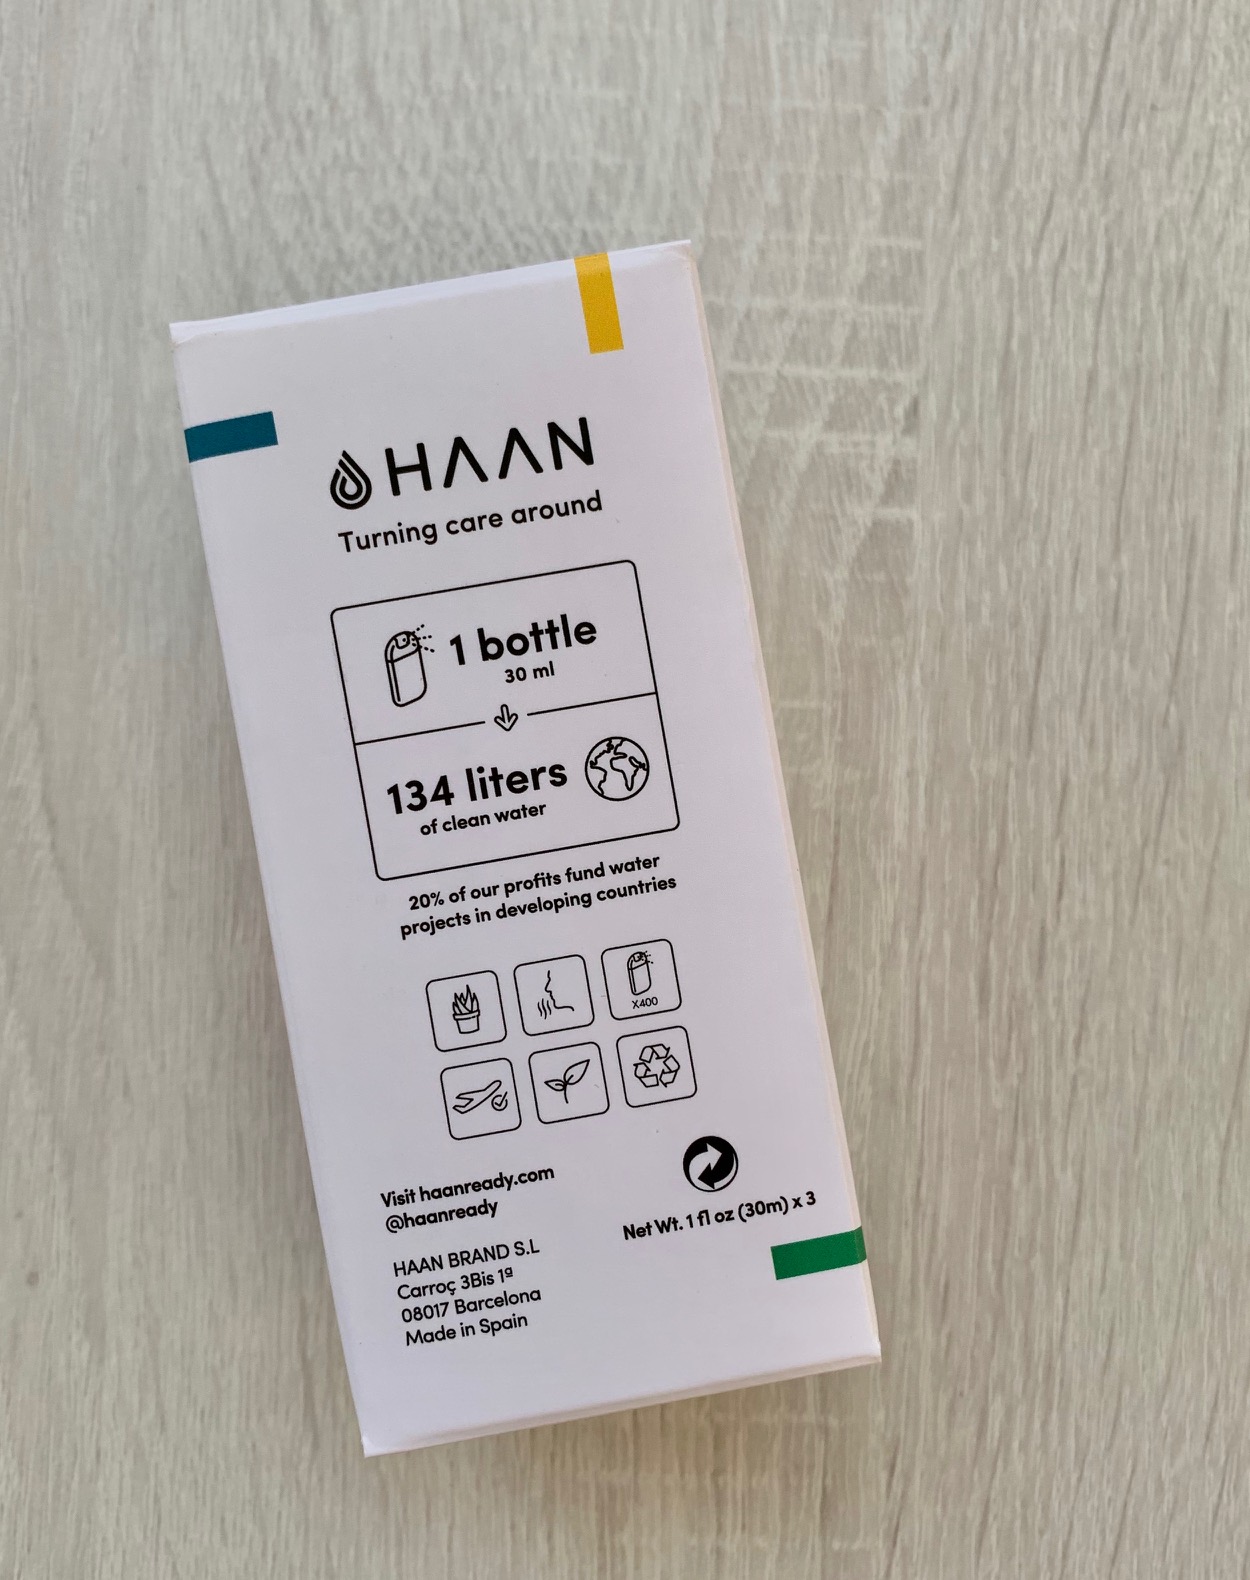 HAAN
Turning care around
1 bottle
30 ml
134 liters
of clean water
20% of our profits fund water
projects in developing countries
X400
Visit haanready.com
@haanready
HAAN BRAND S.L
Carroç 3Bis 1ª
08017 Barcelona
Made in Spain
Net Wt. 1 fl oz (30m) x 3